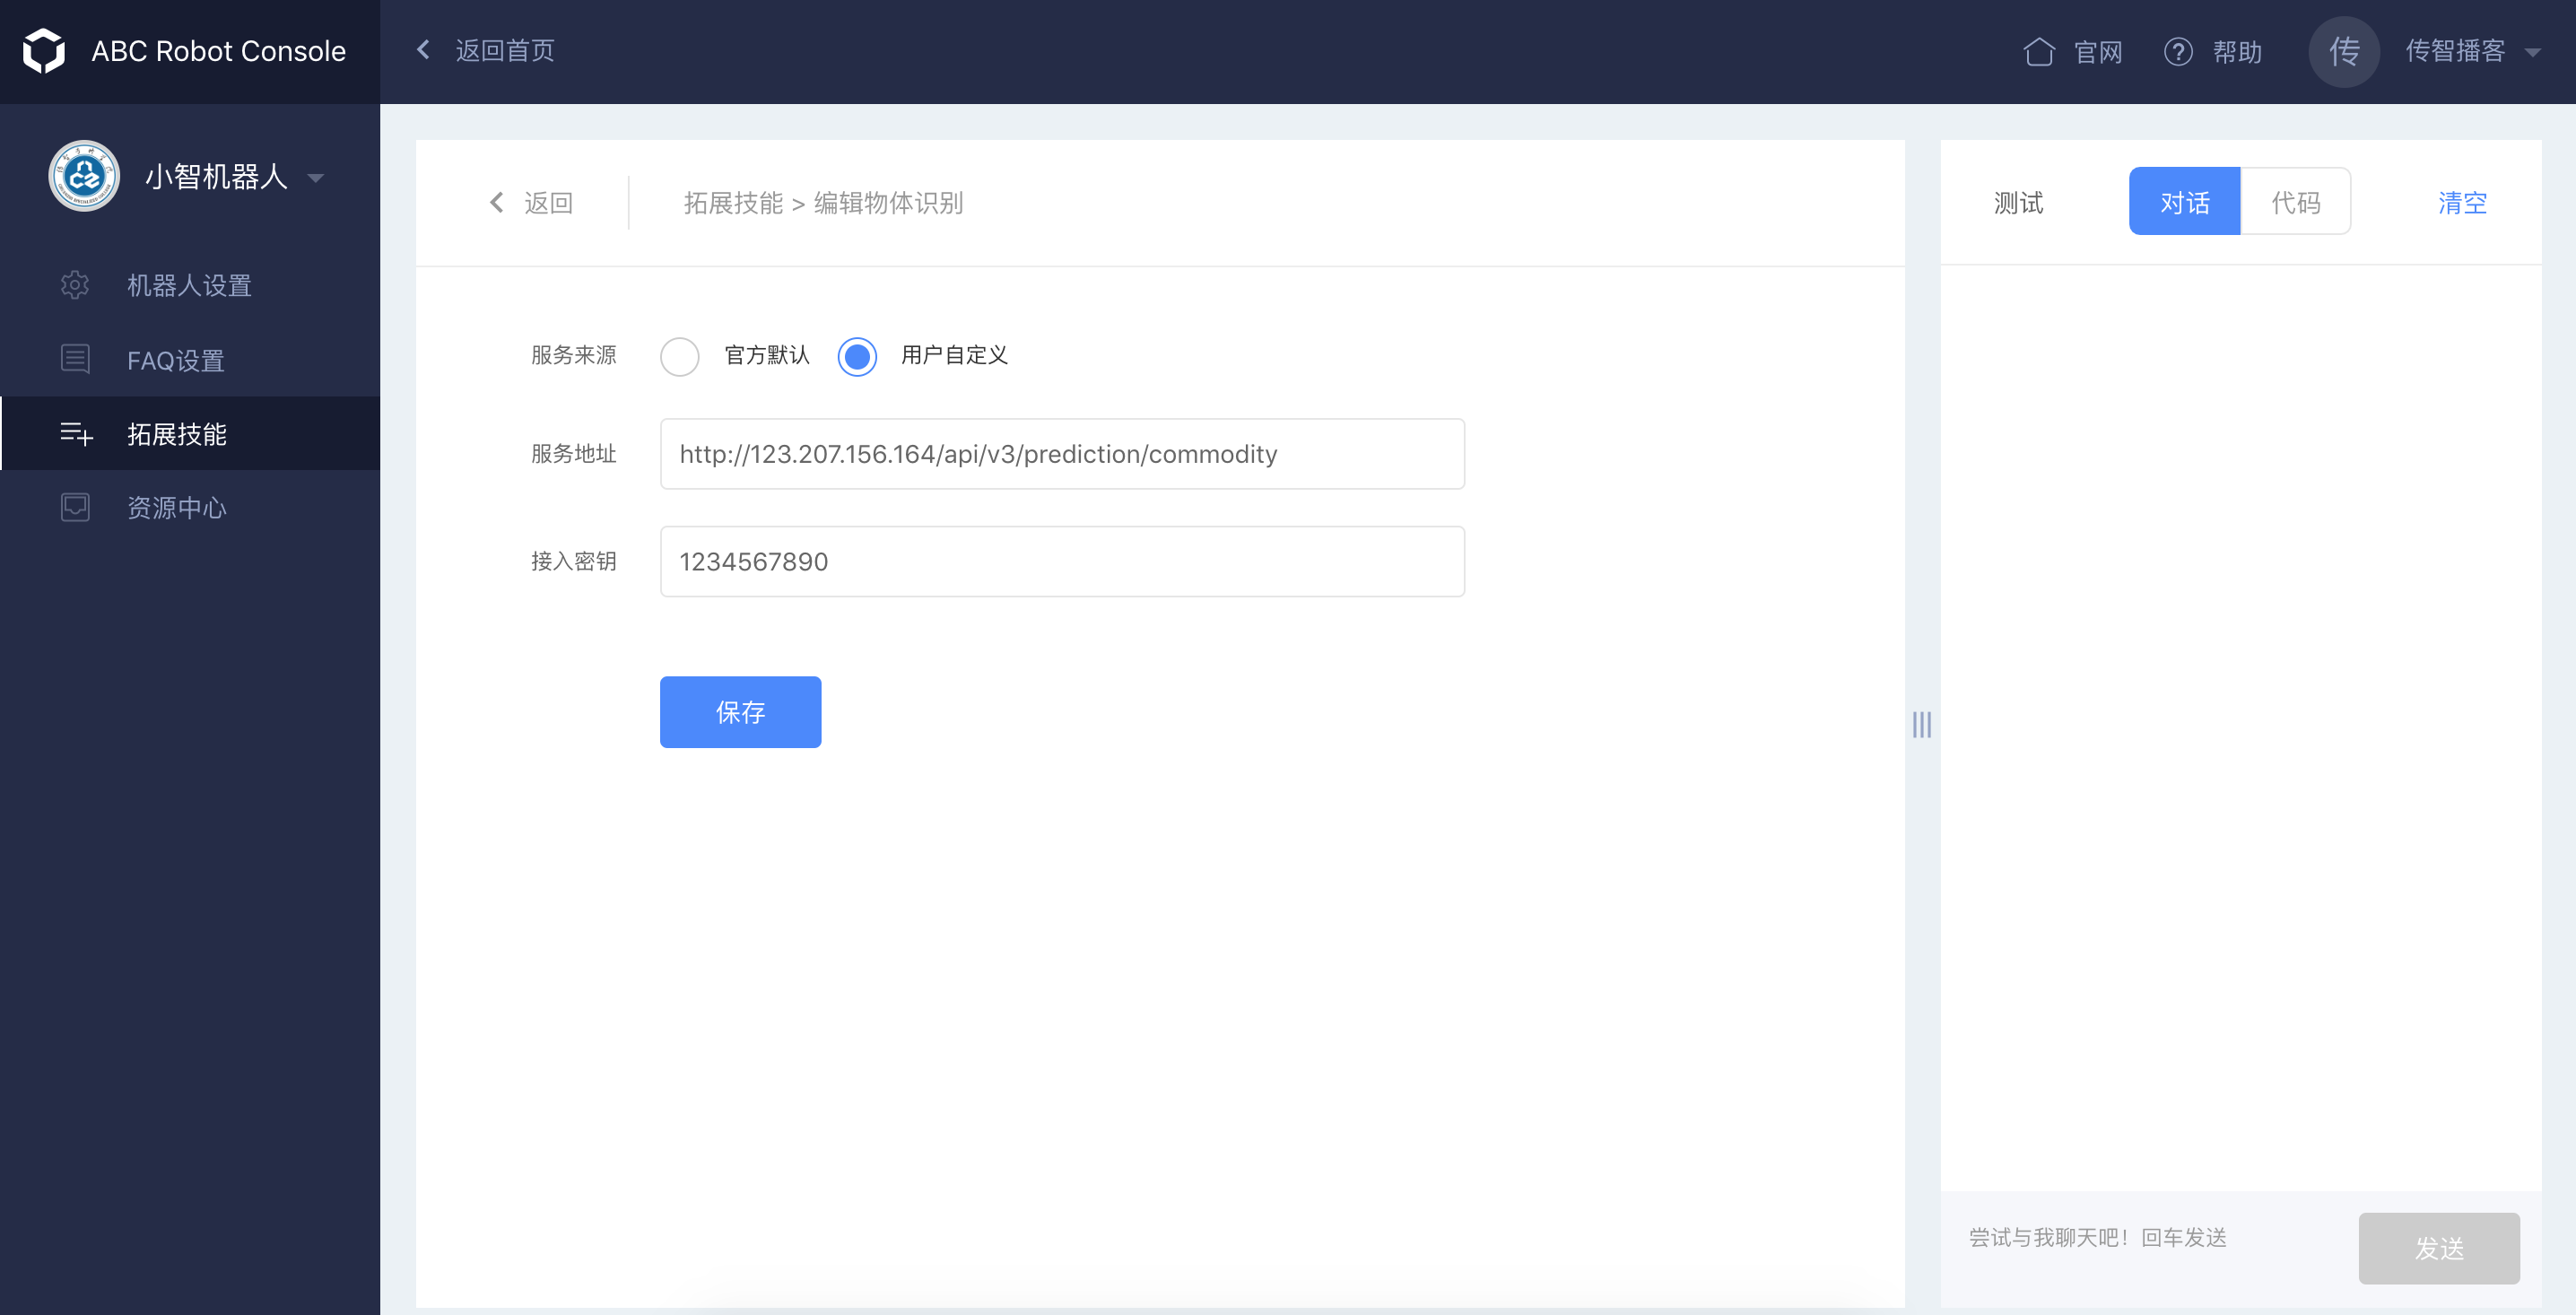 ABC Robot Console
返回首页
官网
帮助
传
传智播客
小智机器人
机器人设置
FAQ设置
拓展技能
资源中心
返回
拓展技能 > 编辑物体识别
服务来源
官方默认
用户自定义
服务地址
http://123.207.156.164/api/v3/prediction/commodity
接入密钥
1234567890
保存
测试
对话
代码
清空
尝试与我聊天吧！回车发送
发送